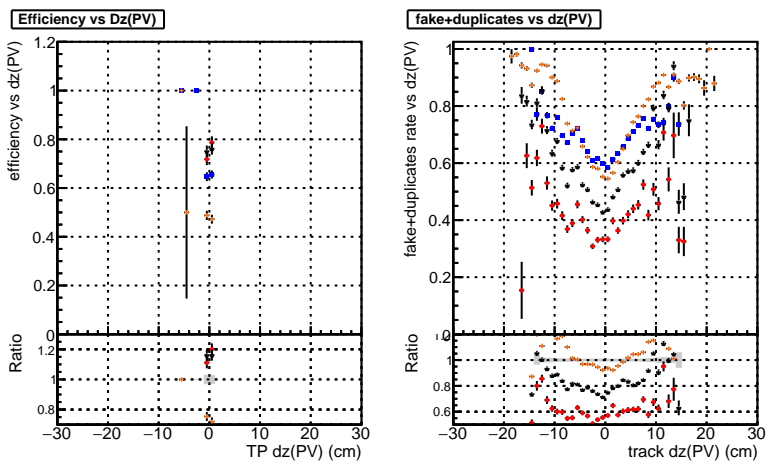 Efficiency vs Dz(PV)
efficiency vs dz(PV)
1.2
1
0.8
0.6
0.4
0.2
0
Ratio
1.2
1
0.8
−30 −20 −10 0 10 20 30
TP dz(PV) (cm)
fake+duplicates vs dz(PV)
fake+duplicates rate vs dz(PV)
1
0.8
0.6
0.4
0.2
0
Ratio
1
0.8
0.6
−30 −20 −10 0 10 20 30
track dz(PV) (cm)